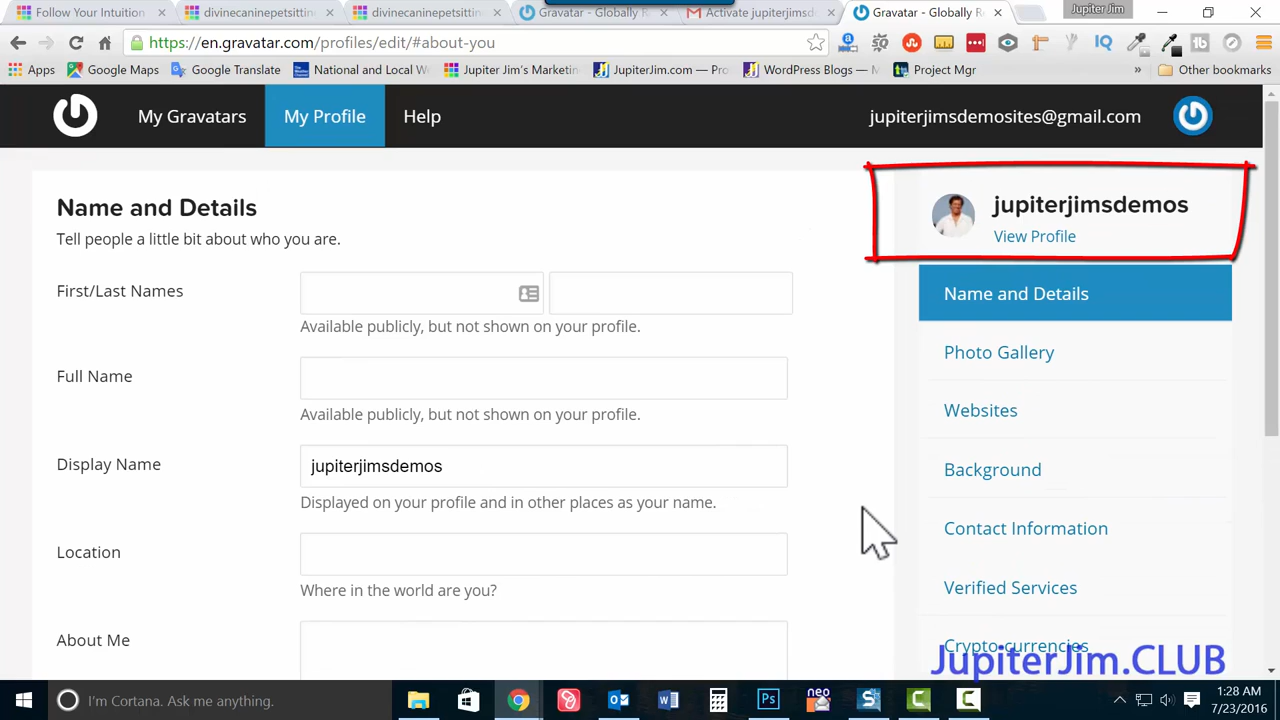 Follow Your Intuition
divinecaninepetsittin
divinecaninepetsittin
Gravatar - Globally R
Activate jupiterjimsd
Gravatar - Globally R
Jupiter Jim
https://en.gravatar.com/profiles/edit/#about-you
Apps
Google Maps
Google Translate
National and Local W
Jupiter Jim's Marketin
JupiterJim.com — Pro
WordPress Blogs — M
Project Mgr
»
Other bookmarks
My Gravatars
My Profile
Help
jupiterjimsdemosites@gmail.com
Name and Details
Tell people a little bit about who you are.
First/Last Names
Available publicly, but not shown on your profile.
Full Name
Available publicly, but not shown on your profile.
Display Name
jupiterjimsdemos
Displayed on your profile and in other places as your name.
Location
Where in the world are you?
About Me
jupiterjimsdemos
View Profile
Name and Details
Photo Gallery
Websites
Background
Contact Information
Verified Services
Crypto-currencies
JupiterJim.CLUB
I'm Cortana. Ask me anything.
neo
1:28 AM
7/23/2016